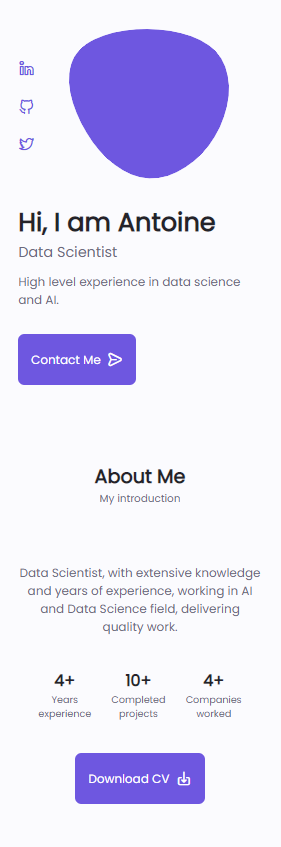 Hi, I am Antoine
Data Scientist
High level experience in data science
and AI.
Contact Me
About Me
My introduction
Data Scientist, with extensive knowledge
and years of experience, working in AI
and Data Science field, delivering
quality work.
4+ 10+ 4+
Years Completed Companies
experience projects worked
Download CV